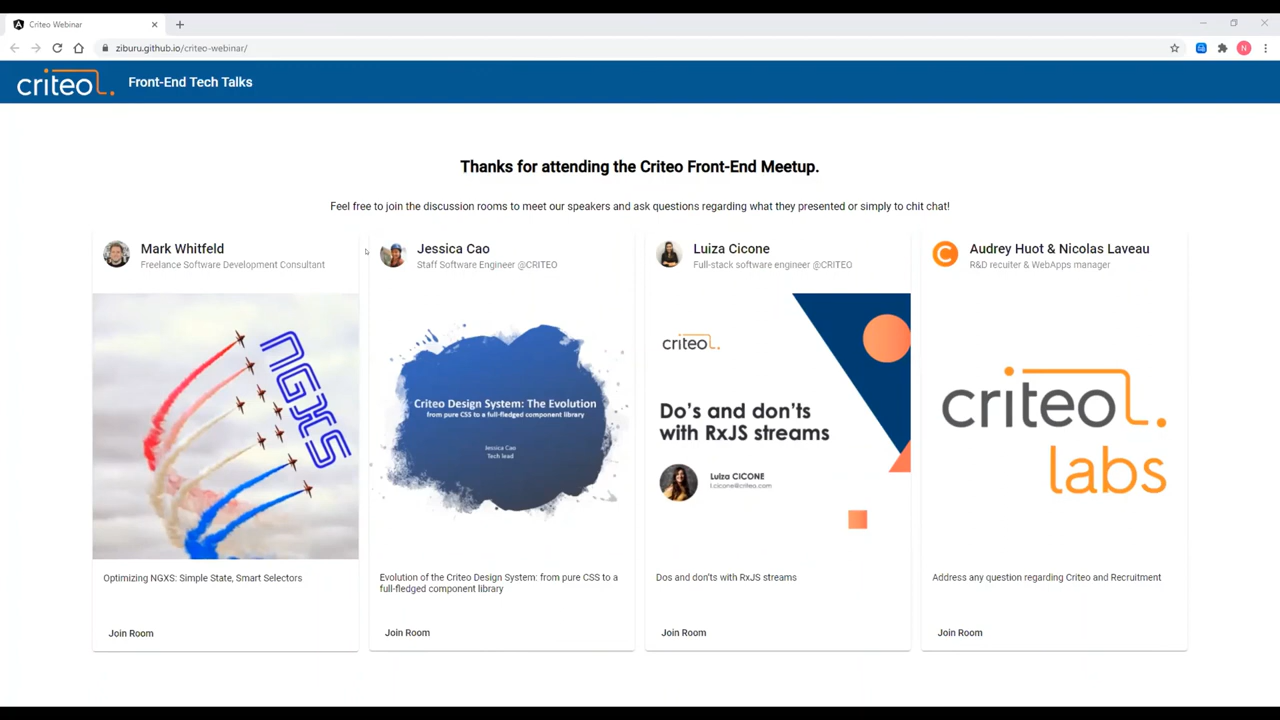 Criteo Webinar
ziburu.github.io/criteo-webinar/
N
criteo
Front-End Tech Talks
Thanks for attending the Criteo Front-End Meetup.
Feel free to join the discussion rooms to meet our speakers and ask questions regarding what they presented or simply to chit chat!
Mark Whitfeld
Freelance Software Development Consultant
NGXS
Optimizing NGXS: Simple State, Smart Selectors
Join Room
Jessica Cao
Staff Software Engineer @CRITEO
Criteo Design System: The Evolution
from pure CSS to a full-fledged component library
Jessica Cao
Tech lead
Evolution of the Criteo Design System: from pure CSS to a
full-fledged component library
Join Room
Luiza Cicone
Full-stack software engineer @CRITEO
criteo
Do's and don'ts
with RxJS streams
Luiza CICONE
l.cicone@criteo.com
Dos and don'ts with RxJS streams
Join Room
Audrey Huot & Nicolas Laveau
R&D recuiter & WebApps manager
criteo
labs
Address any question regarding Criteo and Recruitment
Join Room